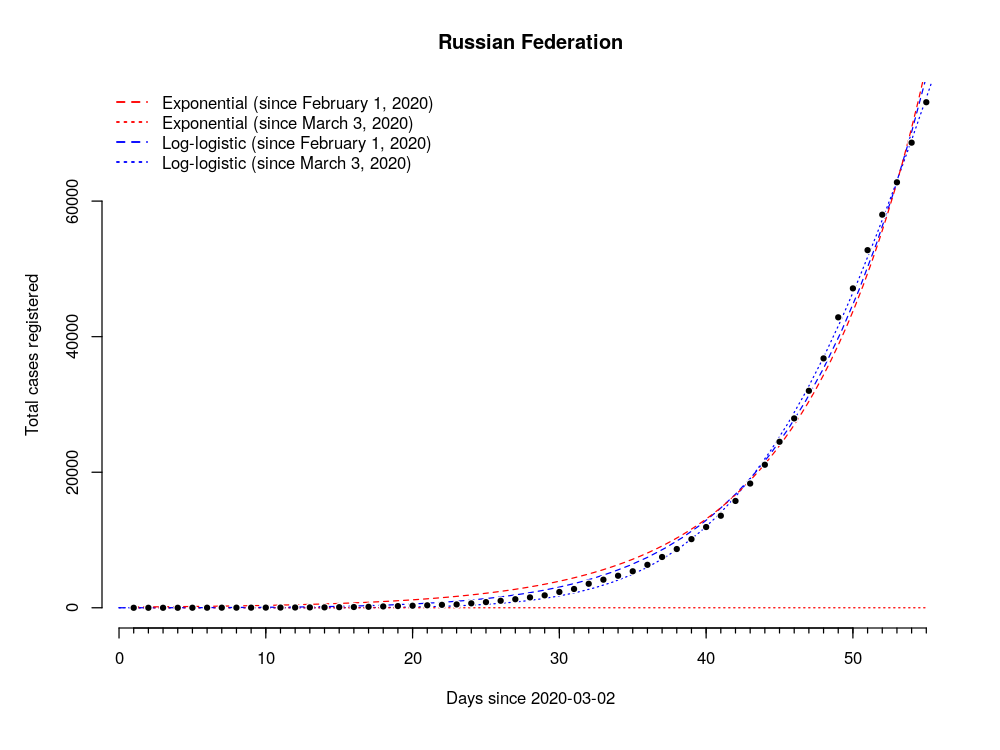 Russian Federation
Exponential (since February 1, 2020)
Exponential (since March 3, 2020)
Log-logistic (since February 1, 2020)
Log-logistic (since March 3, 2020)
Total cases registered
60000
40000
20000
0
0 10 20 30 40 50
Days since 2020-03-02